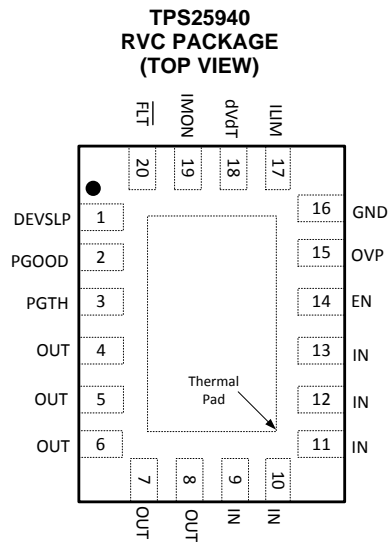 TPS25940
RVC PACKAGE
(TOP VIEW)
FLT IMON dVdT ILIM
20 19 18 17
DEVSLP 1 16 GND
PGOOD 2 15 OVP
PGTH 3 14 EN
OUT 4 13 IN
OUT 5 12 IN
Thermal
Pad
OUT 6 11 IN
7 8 9 10
OUT OUT IN IN